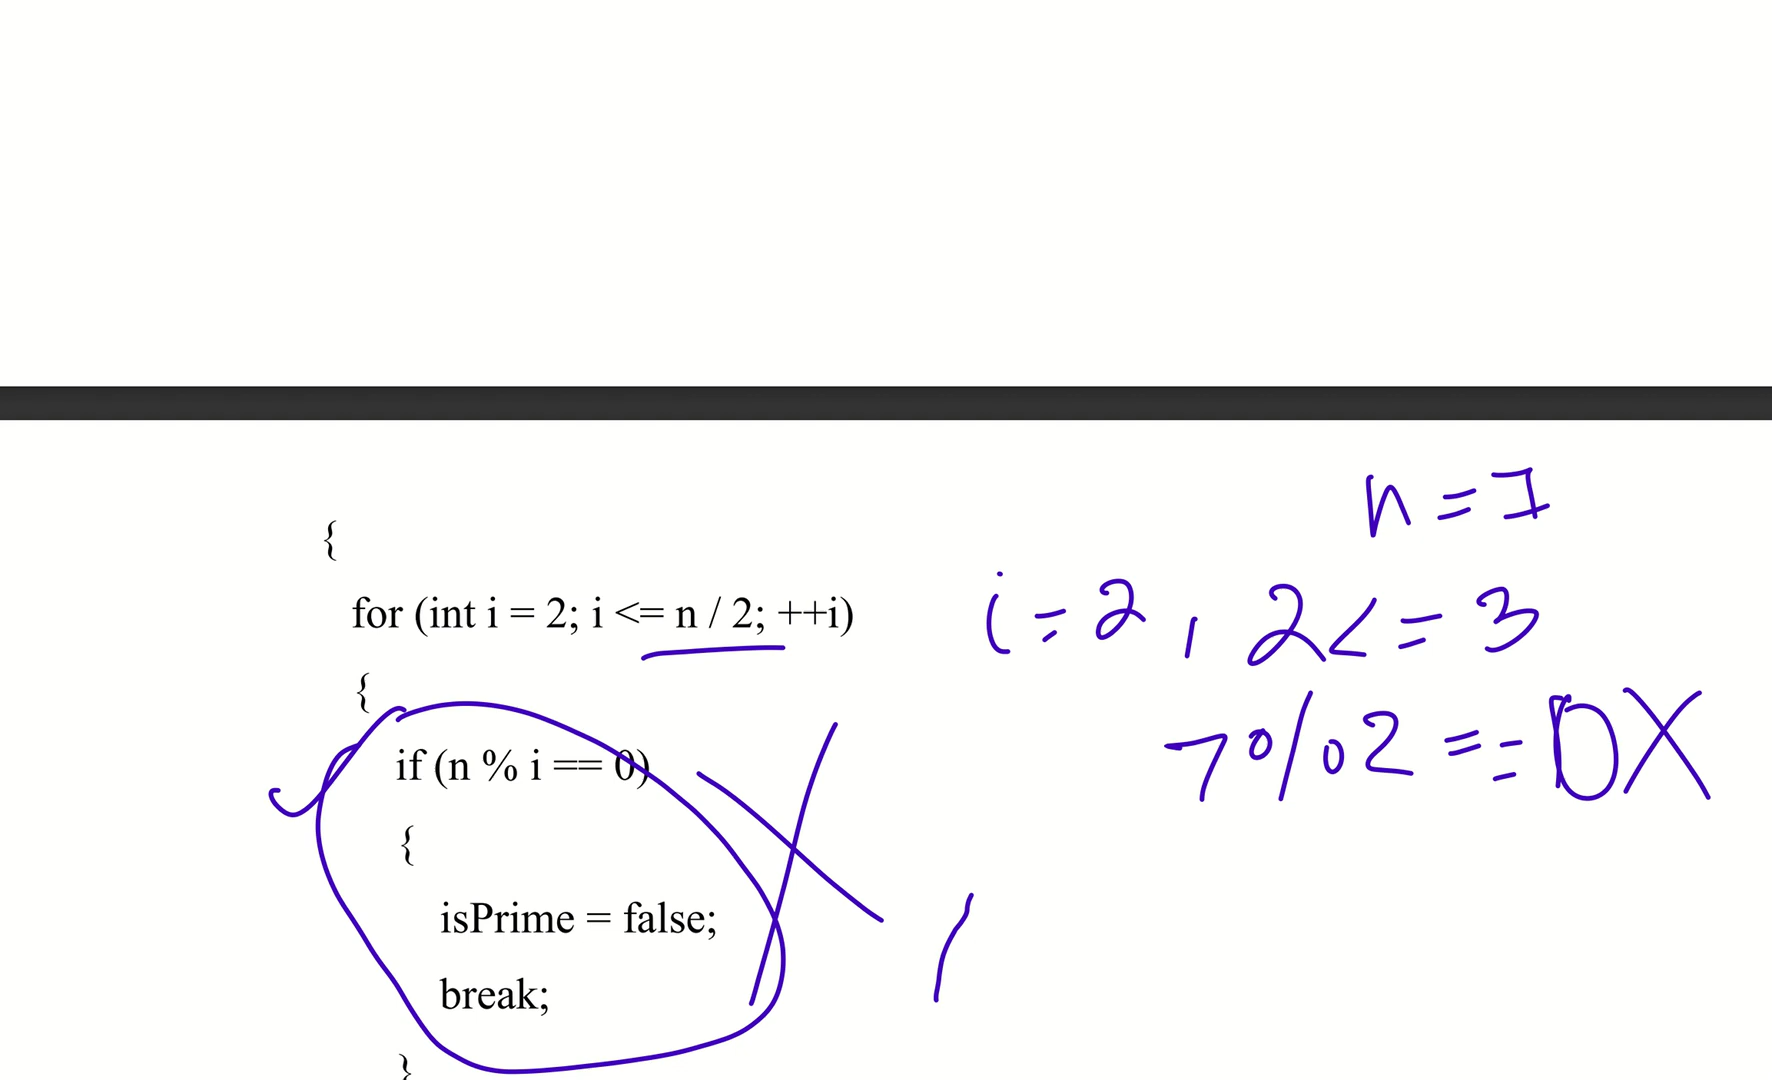 n = 7
{
for (int i = 2; i <= n / 2; ++i)
i = 2 , 2 <= 3
{
if (n % i == 0)
7 % 2 == 0 X
{
isPrime = false;
break;
}